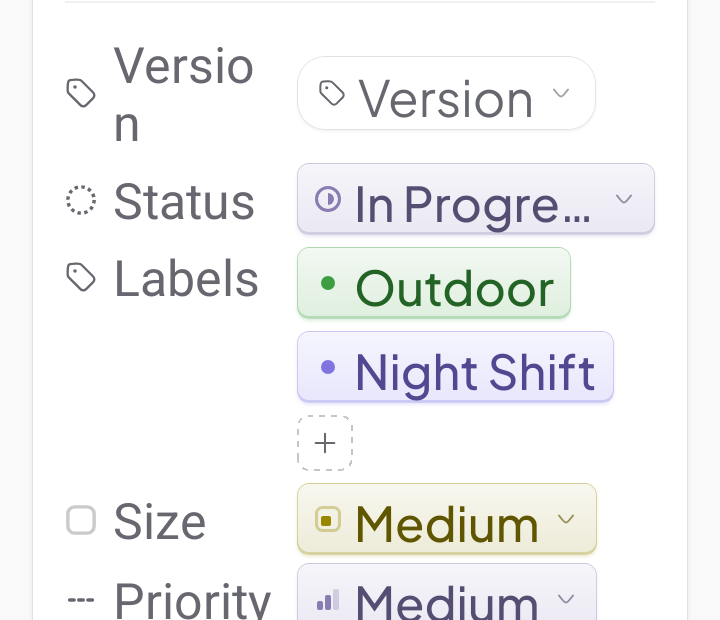 Versio
n
Version
Status
In Progre...
Labels
Outdoor
Night Shift
Size
Medium
Priority
Medium